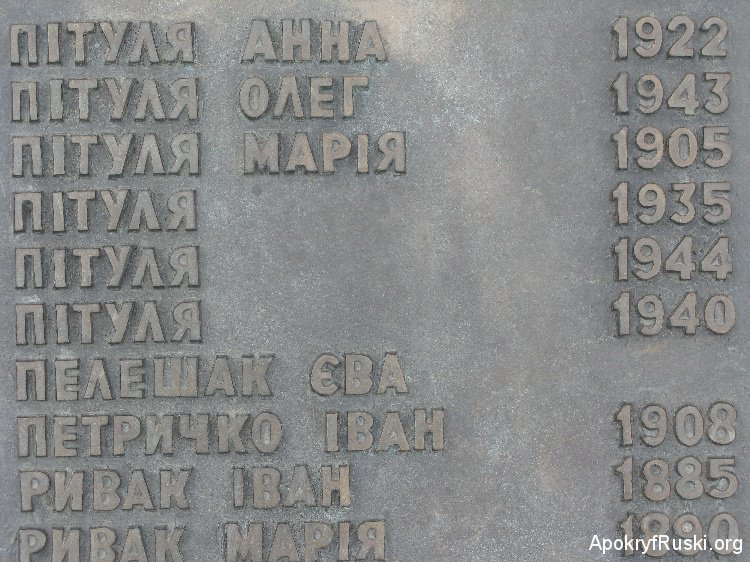 ПІТУЛЯ АННА 1922
ПІТУЛЯ ОЛЕГ 1943
ПІТУЛЯ МАРІЯ 1905
ПІТУЛЯ 1935
ПІТУЛЯ 1944
ПІТУЛЯ 1940
ПЕЛЕШАК ЄВА
ПЕТРИЧКО ІВАН 1908
РИВАК ІВАН 1885
РИВАК МАРІЯ 1890
ApokryfRuski.org